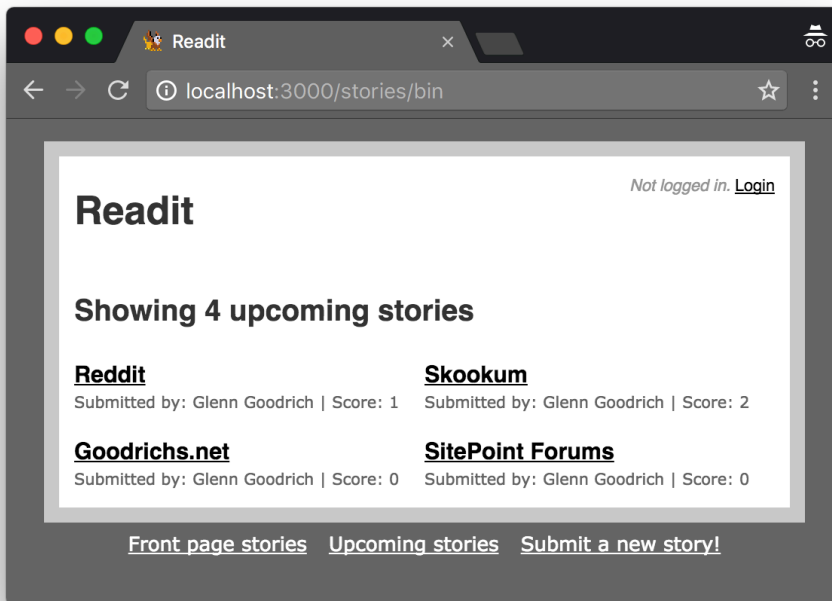 Readit
localhost:3000/stories/bin
Not logged in. Login
Readit
Showing 4 upcoming stories
Reddit
Submitted by: Glenn Goodrich | Score: 1
Skookum
Submitted by: Glenn Goodrich | Score: 2
Goodrichs.net
Submitted by: Glenn Goodrich | Score: 0
SitePoint Forums
Submitted by: Glenn Goodrich | Score: 0
Front page stories Upcoming stories Submit a new story!